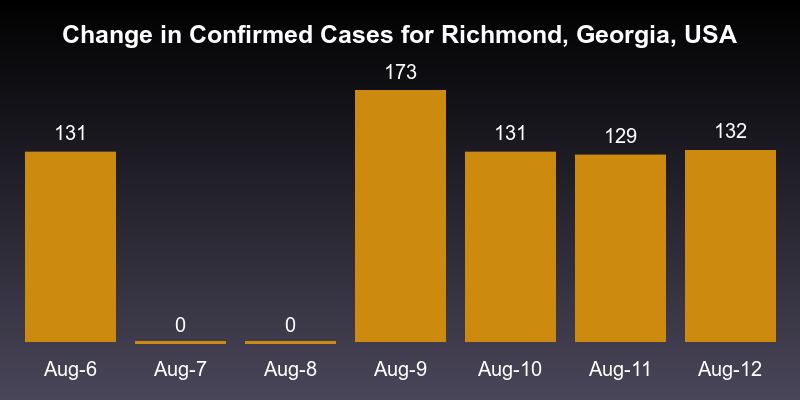 Change in Confirmed Cases for Richmond, Georgia, USA
131
0
0
173
131
129
132
Aug-6
Aug-7
Aug-8
Aug-9
Aug-10
Aug-11
Aug-12